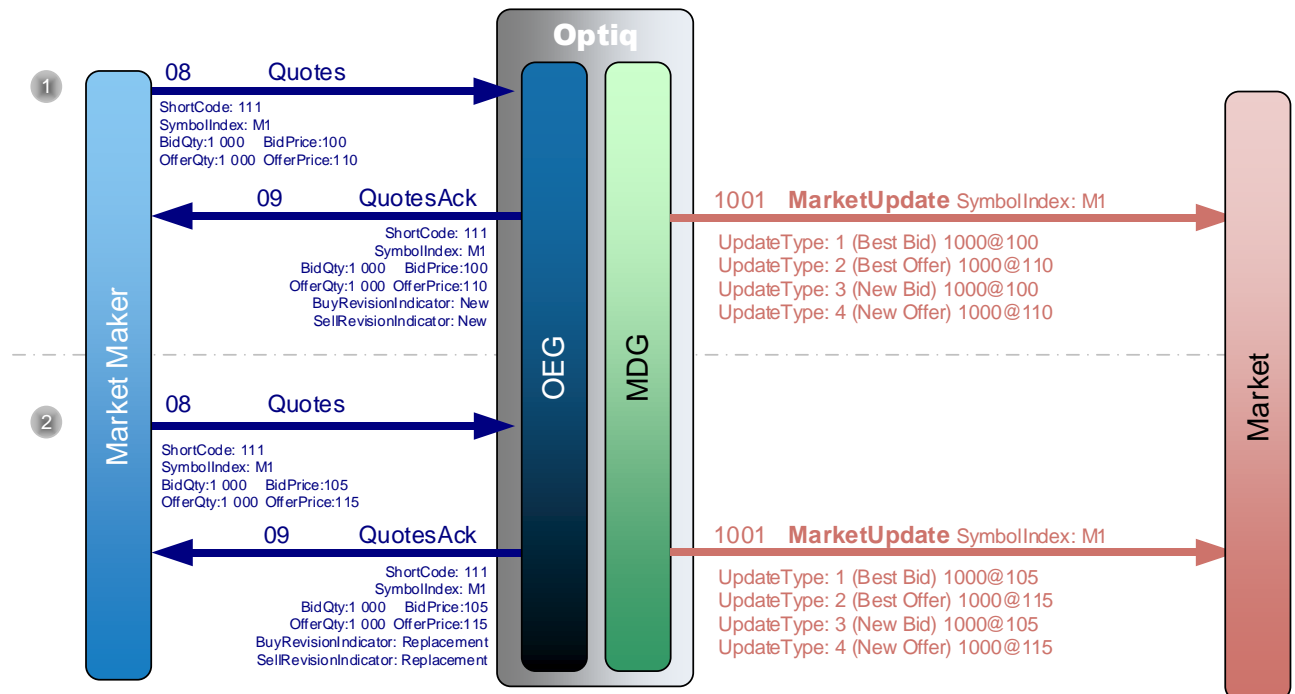 Optiq
1
08 Quotes
ShortCode: 111
SymbolIndex: M1
BidQty:1 000 BidPrice:100
OfferQty:1 000 OfferPrice:110
09 QuotesAck
ShortCode: 111
SymbolIndex: M1
BidQty:1 000 BidPrice:100
OfferQty:1 000 OfferPrice:110
BuyRevisionIndicator: New
SellRevisionIndicator: New
1001 MarketUpdate SymbolIndex: M1
UpdateType: 1 (Best Bid) 1000@100
UpdateType: 2 (Best Offer) 1000@110
UpdateType: 3 (New Bid) 1000@100
UpdateType: 4 (New Offer) 1000@110
Market Maker
OEG
MDG
Market
2
08 Quotes
ShortCode: 111
SymbolIndex: M1
BidQty:1 000 BidPrice:105
OfferQty:1 000 OfferPrice:115
09 QuotesAck
ShortCode: 111
SymbolIndex: M1
BidQty:1 000 BidPrice:105
OfferQty:1 000 OfferPrice:115
BuyRevisionIndicator: Replacement
SellRevisionIndicator: Replacement
1001 MarketUpdate SymbolIndex: M1
UpdateType: 1 (Best Bid) 1000@105
UpdateType: 2 (Best Offer) 1000@115
UpdateType: 3 (New Bid) 1000@105
UpdateType: 4 (New Offer) 1000@115